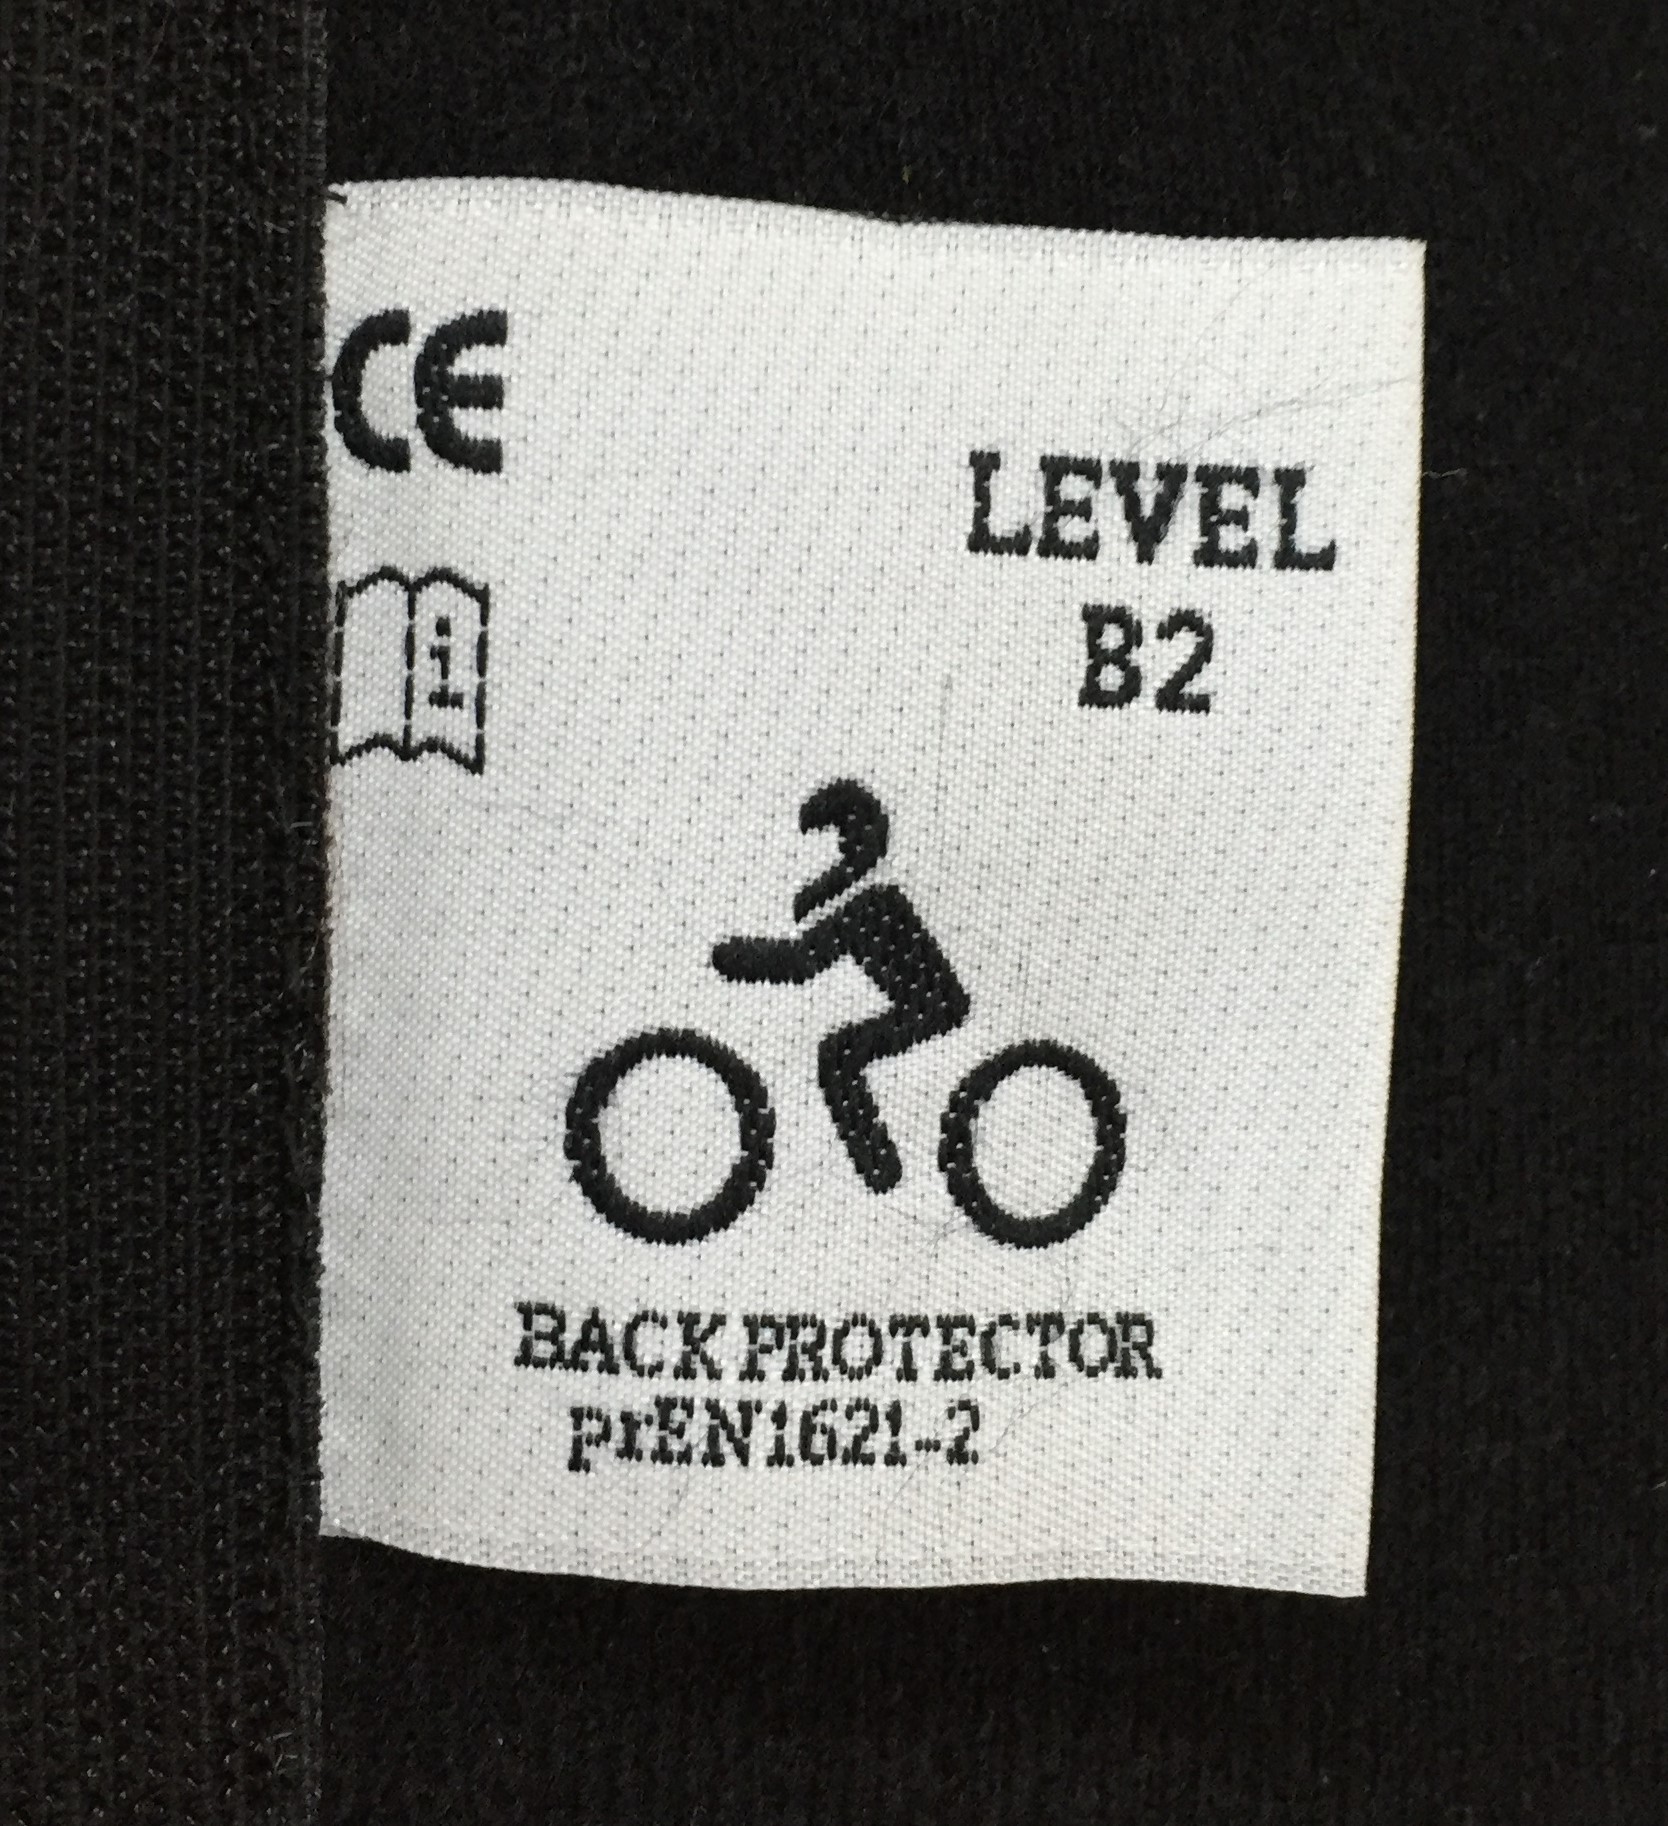 CE
i
LEVEL
B2
BACK PROTECTOR
prEN1621-2